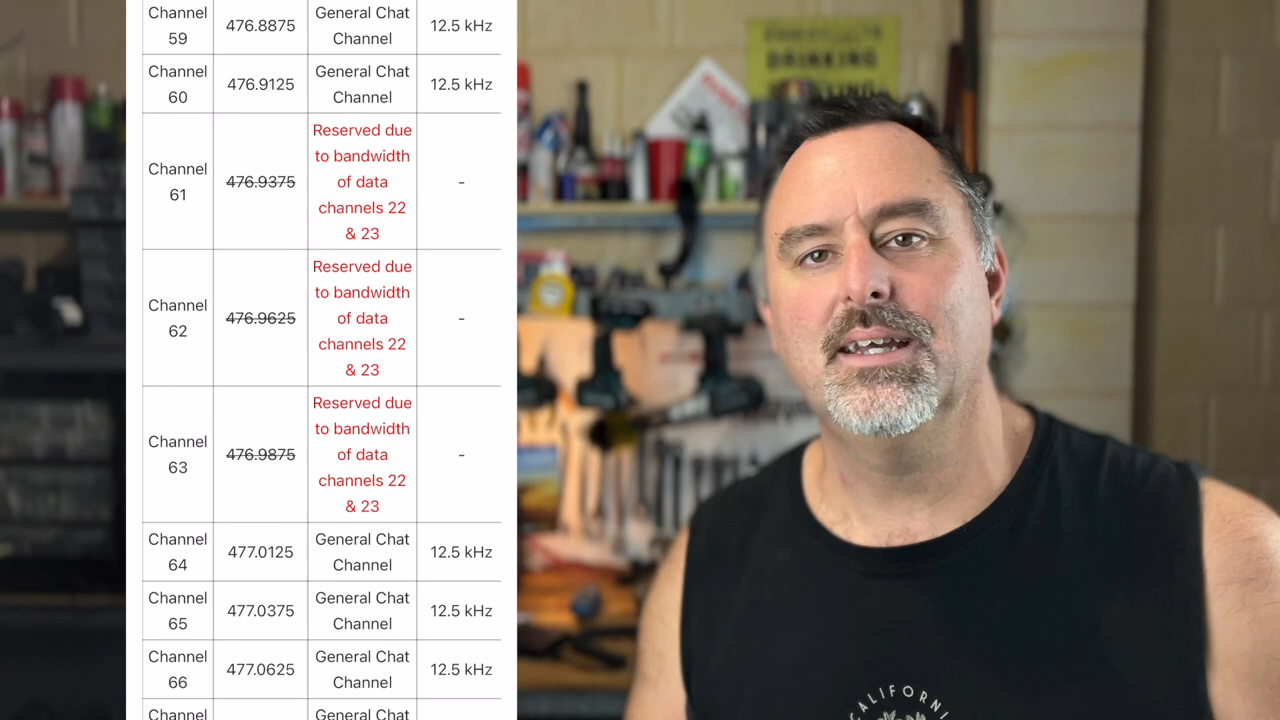 Channel 59 476.8875 General Chat Channel 12.5 kHz
Channel 60 476.9125 General Chat Channel 12.5 kHz
Channel 61 476.9375 Reserved due to bandwidth of data channels 22 & 23 -
Channel 62 476.9625 Reserved due to bandwidth of data channels 22 & 23 -
Channel 63 476.9875 Reserved due to bandwidth of data channels 22 & 23 -
Channel 64 477.0125 General Chat Channel 12.5 kHz
Channel 65 477.0375 General Chat Channel 12.5 kHz
Channel 66 477.0625 General Chat Channel 12.5 kHz
Channel General Chat
DRINKING